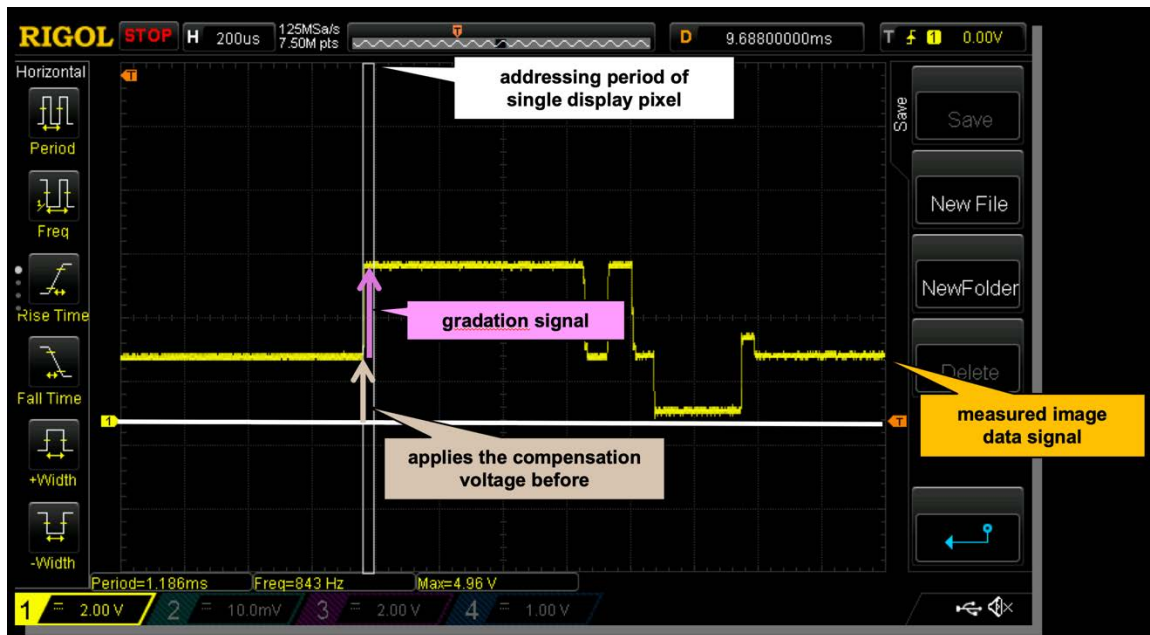 RIGOL STOP H 200us 125MSa/s 7.50M pts D 9.68800000ms T 1 0.00V
Horizontal
T
addressing period of
single display pixel
Save
Save
Period
New File
Freq
NewFolder
gradation signal
Rise Time
Delete
Fall Time
measured image
data signal
1
T
applies the compensation
voltage before
+Width
-Width
Period=1.186ms Freq=843 Hz Max=4.96 V
1 = 2.00 V 2 = 10.0mV 3 = 2.00 V 4 = 1.00 V